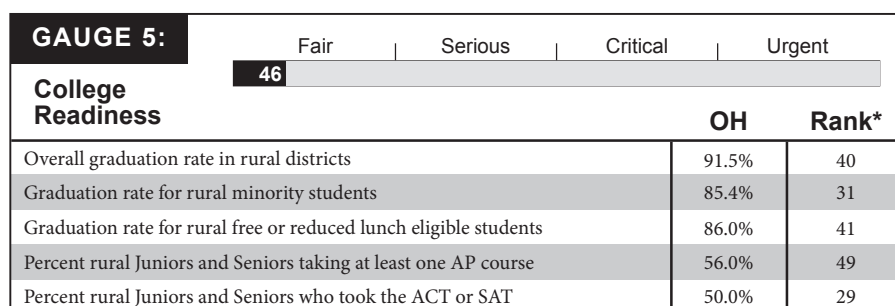 GAUGE 5:
Fair Serious Critical Urgent
46
College
Readiness
OH Rank*
Overall graduation rate in rural districts 91.5% 40
Graduation rate for rural minority students 85.4% 31
Graduation rate for rural free or reduced lunch eligible students 86.0% 41
Percent rural Juniors and Seniors taking at least one AP course 56.0% 49
Percent rural Juniors and Seniors who took the ACT or SAT 50.0% 29